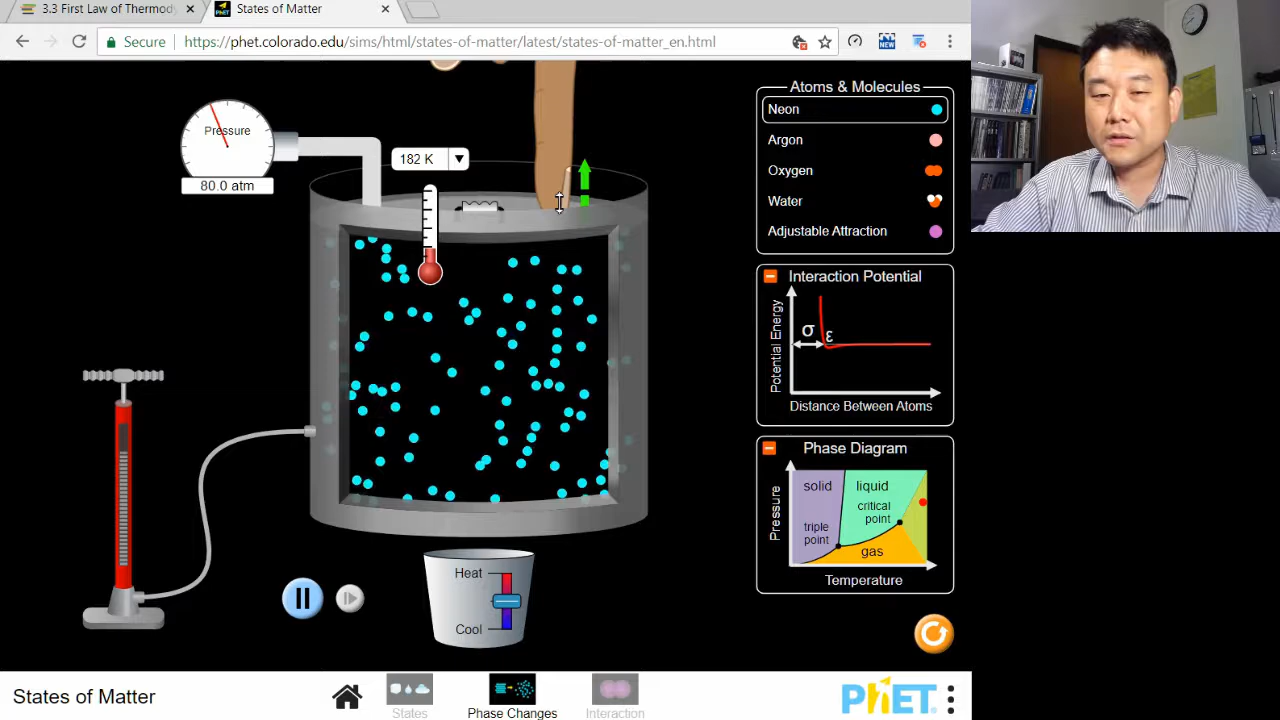 3.3 First Law of Thermody
States of Matter
Secure
https://phet.colorado.edu/sims/html/states-of-matter/latest/states-of-matter_en.html
NEW
Pressure
80.0 atm
182 K
Atoms & Molecules
Neon
Argon
Oxygen
Water
Adjustable Attraction
Interaction Potential
Potential Energy
σ
ε
Distance Between Atoms
Phase Diagram
Pressure
solid
liquid
critical
point
triple
point
gas
Temperature
Heat
Cool
States of Matter
States
Phase Changes
Interaction
PhET